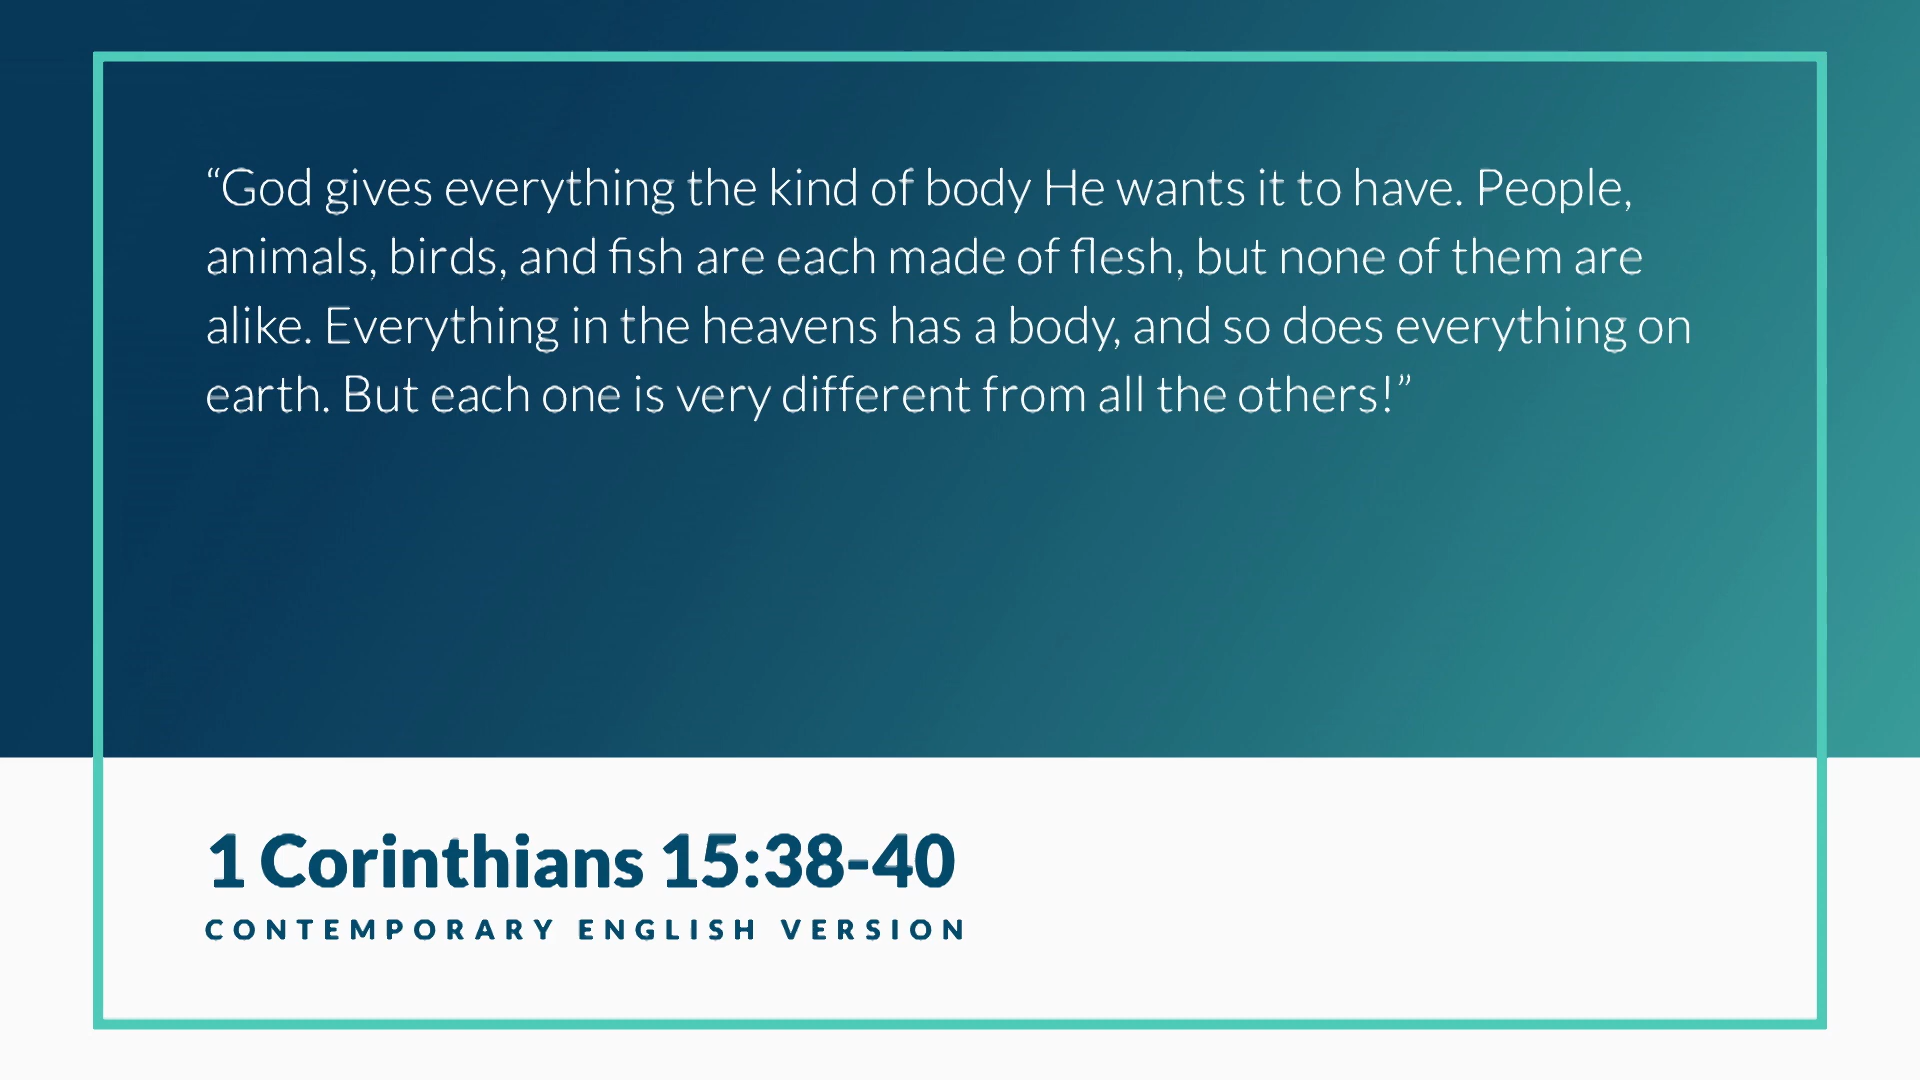 “God gives everything the kind of body He wants it to have. People,
animals, birds, and fish are each made of flesh, but none of them are
alike. Everything in the heavens has a body, and so does everything on
earth. But each one is very different from all the others!”
1 Corinthians 15:38-40
CONTEMPORARY ENGLISH VERSION